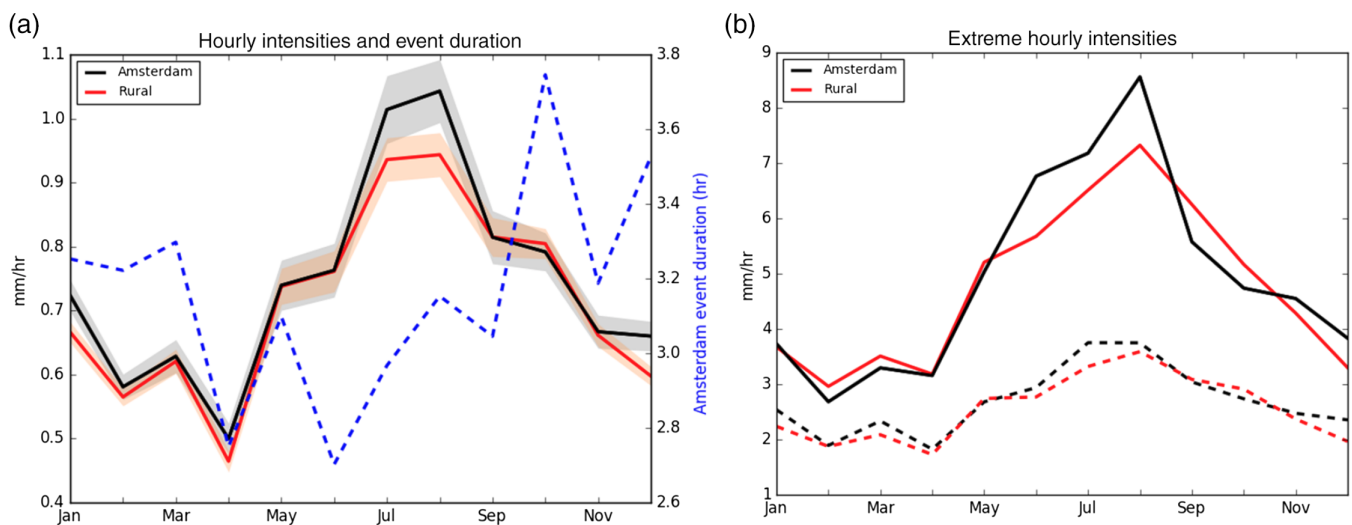 (a)
Hourly intensities and event duration
Amsterdam
Rural
1.1
1.0
0.9
0.8
0.7
0.6
0.5
0.4
mm/hr
3.8
3.6
3.4
3.2
3.0
2.8
2.6
Amsterdam event duration (hr)
Jan
Mar
May
Jul
Sep
Nov
(b)
Extreme hourly intensities
Amsterdam
Rural
9
8
7
6
5
4
3
2
1
mm/hr
Jan
Mar
May
Jul
Sep
Nov